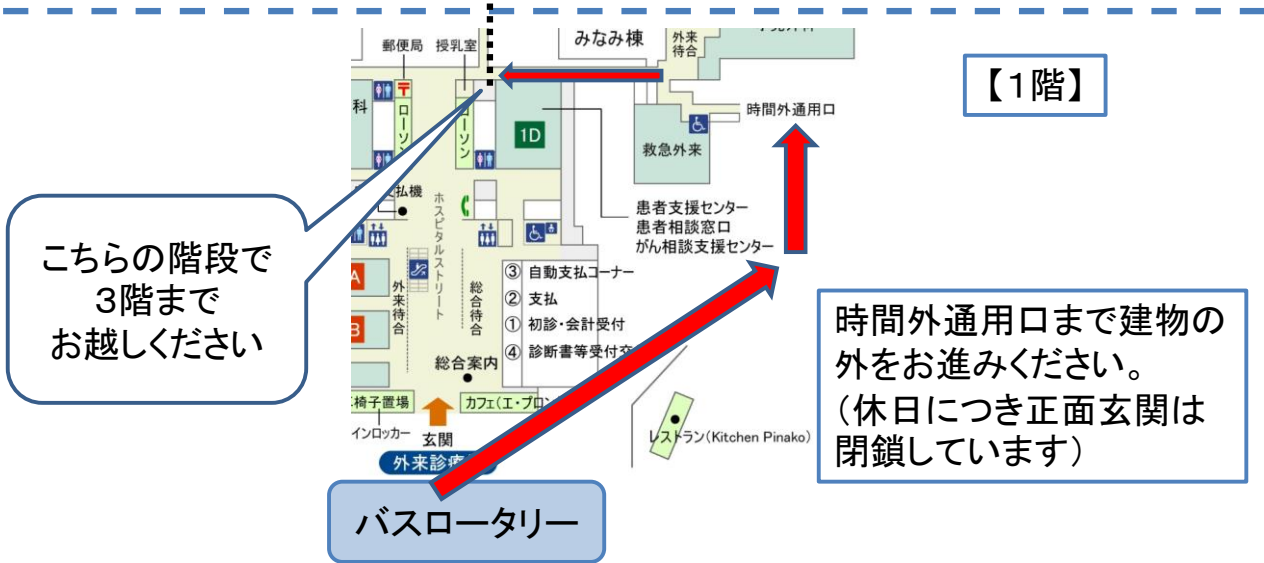 郵便局
授乳室
みなみ棟
外来
待合
【１階】
時間外通用口
科
〒
ローソン
ローソン
1D
救急外来
払機
ホスピタルストリート
患者支援センター
患者相談窓口
がん相談支援センター
こちらの階段で
３階まで
お越しください
A
B
外来待合
総合待合
③ 自動支払コーナー
② 支払
① 初診・会計受付
④ 診断書等受付交
総合案内
時間外通用口まで建物の
外をお進みください。
（休日につき正面玄関は
閉鎖しています）
椅子置場
カフェ(エ・プロン
インロッカー
玄関
レストラン(Kitchen Pinako)
外来診療
バスロータリー